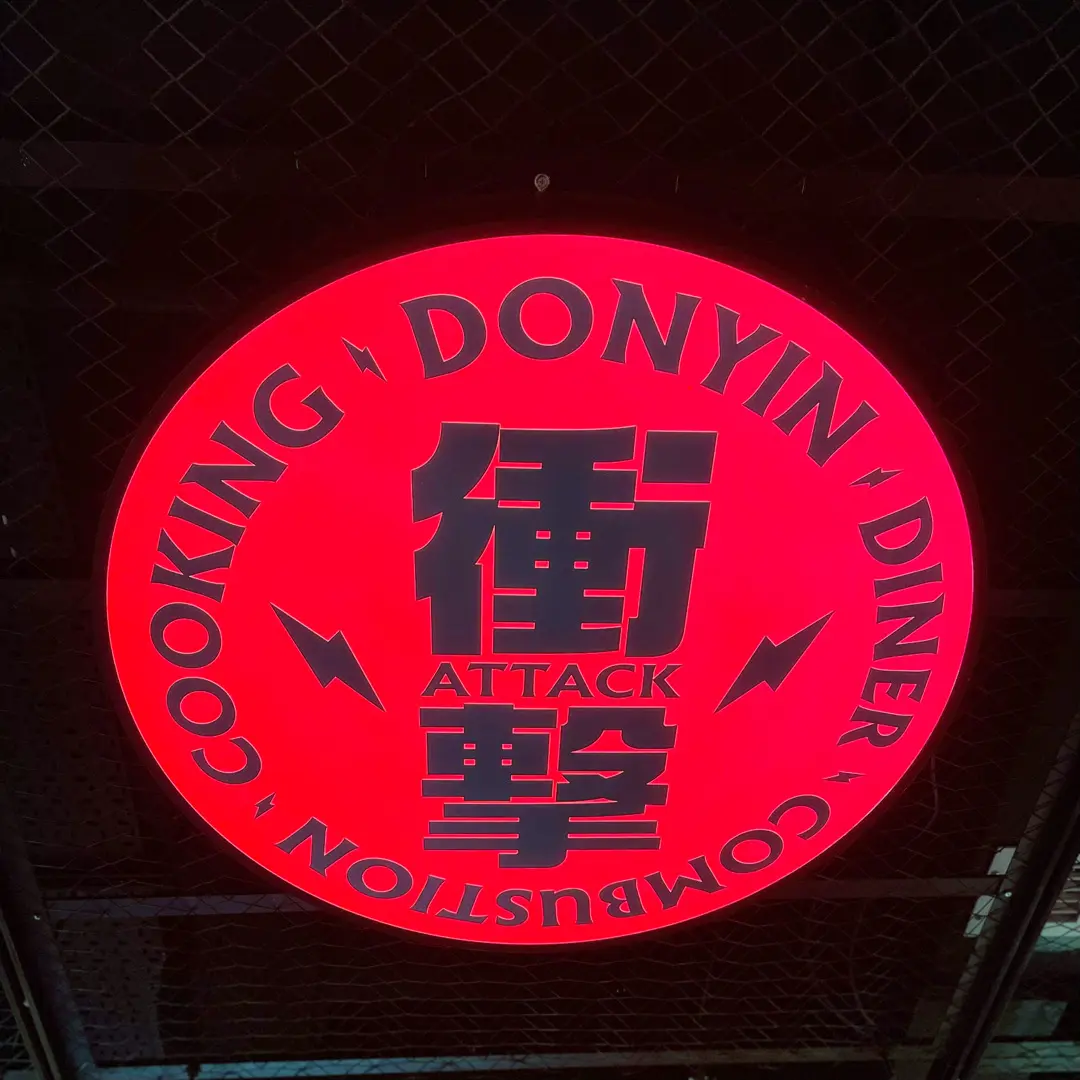 DONYIN DINER COMBUSTION COOKING
衝
ATTACK
撃